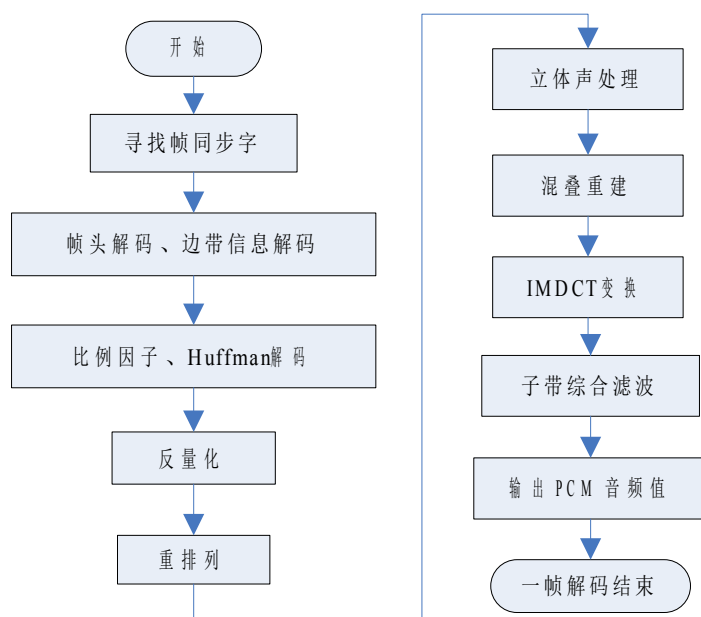 开始
寻找帧同步字
帧头解码、边带信息解码
比例因子、Huffman解码
反量化
重排列
立体声处理
混叠重建
IMDCT变换
子带综合滤波
输出 PCM 音频值
一帧解码结束